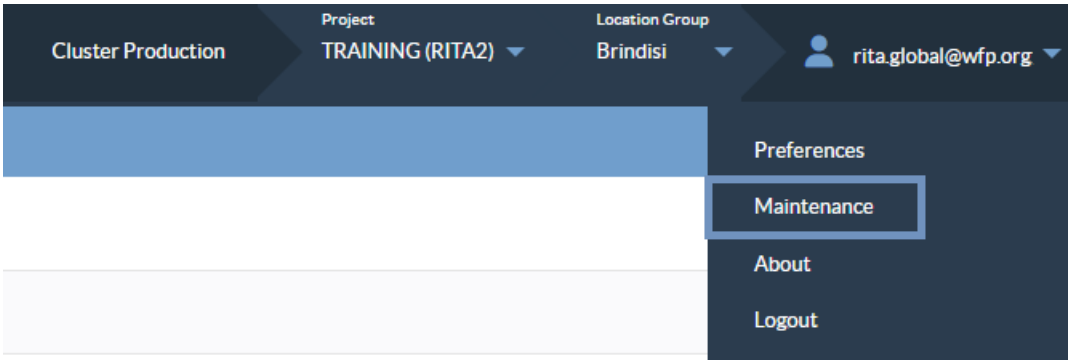 Project
Location Group
Cluster Production
TRAINING (RITA2)
Brindisi
rita.global@wfp.org
Preferences
Maintenance
About
Logout